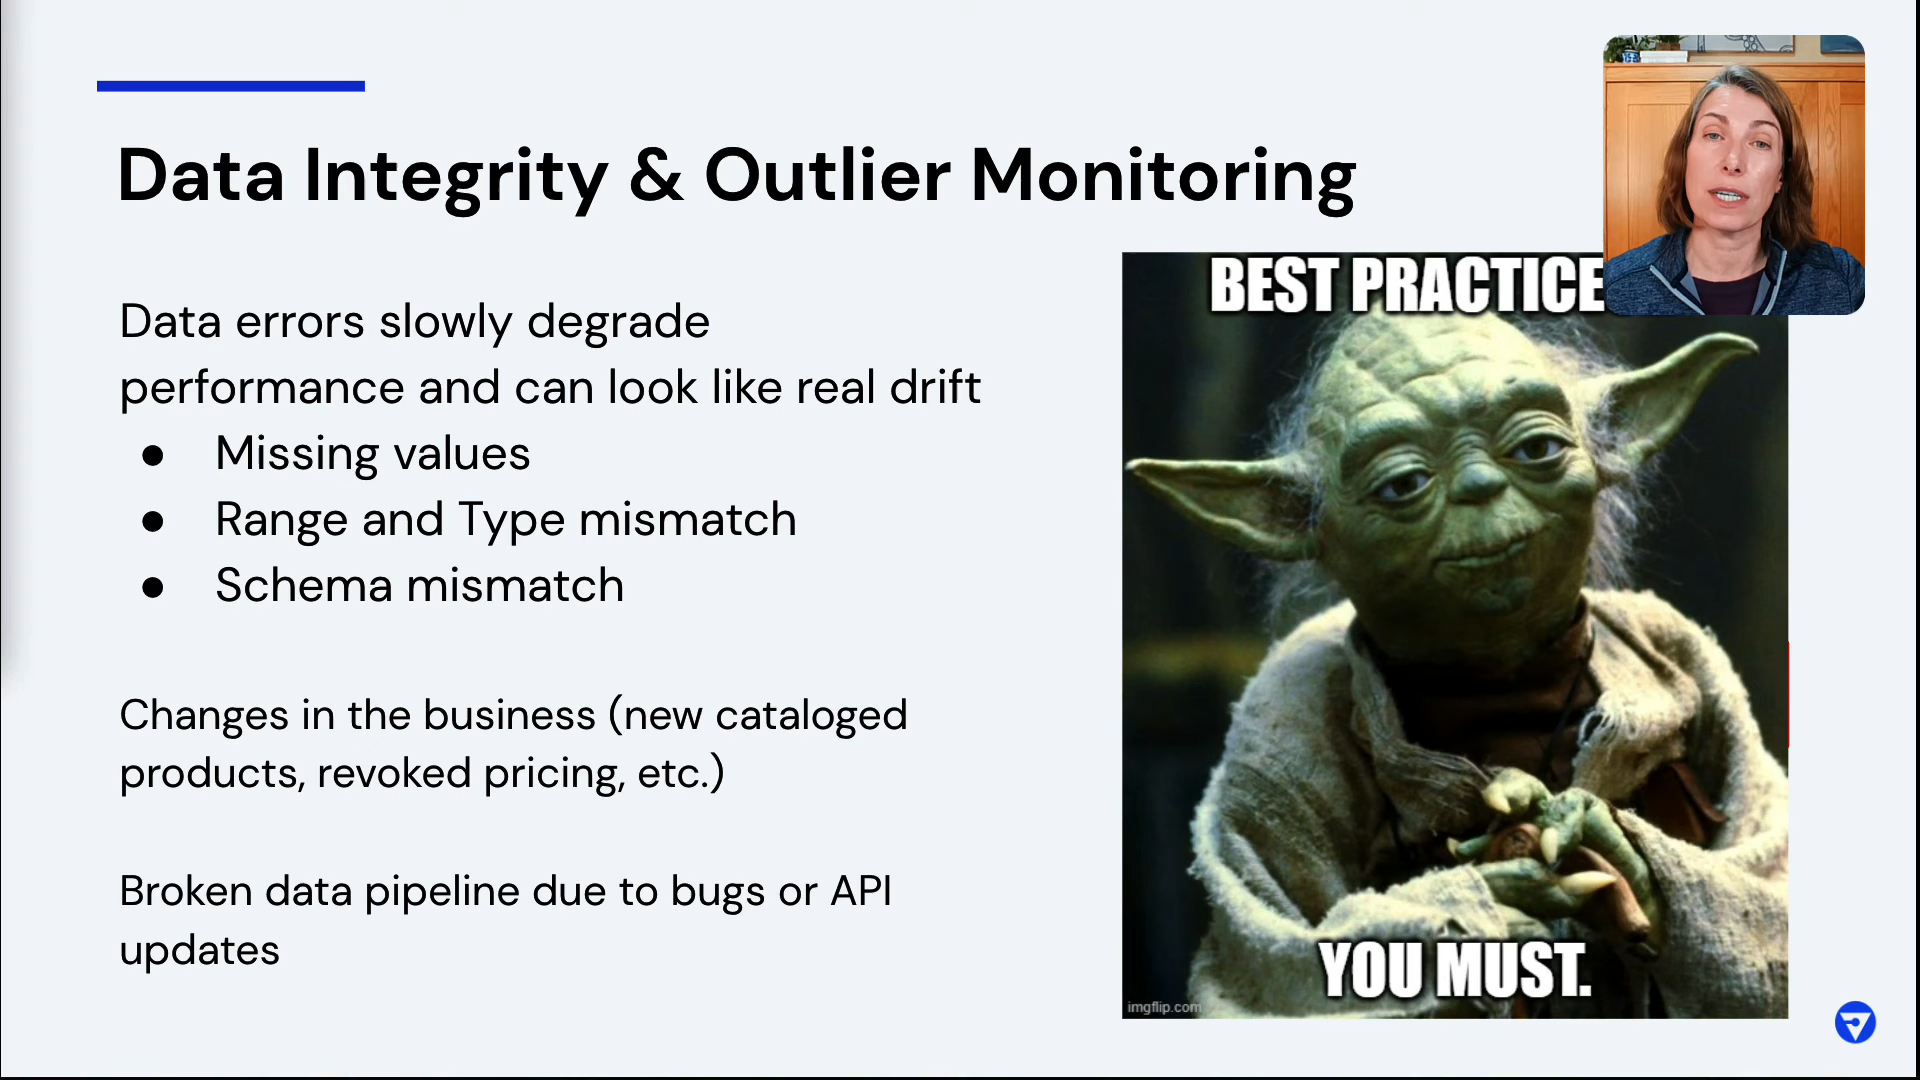 Data Integrity & Outlier Monitoring
Data errors slowly degrade
performance and can look like real drift
● Missing values
● Range and Type mismatch
● Schema mismatch
Changes in the business (new cataloged
products, revoked pricing, etc.)
Broken data pipeline due to bugs or API
updates
BEST PRACTICE
YOU MUST.
imgflip.com